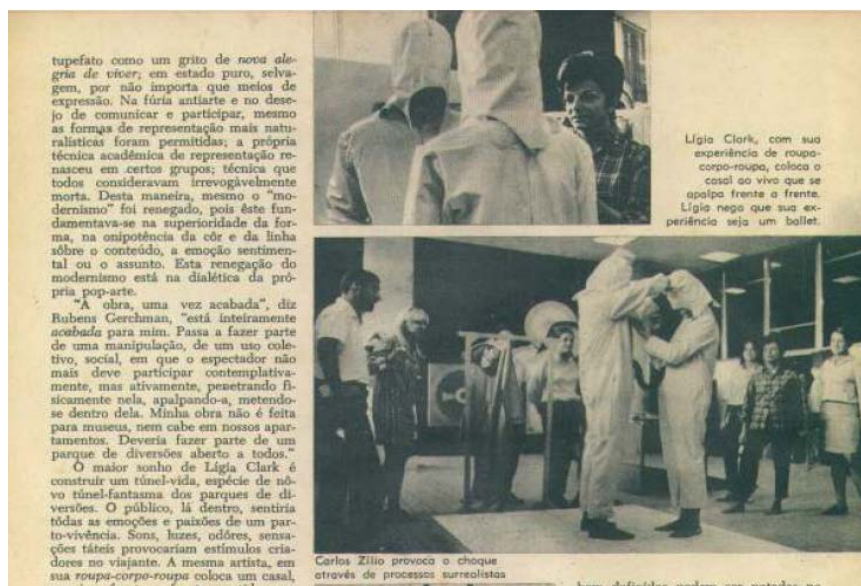 tupefato como um grito de nova ale-
gria de viver; em estado puro, selva-
gem, por não importa que meios de
expressão. Na fúria antiarte e no dese-
jo de comunicar e participar, mesmo
as formas de representação mais natu-
ralísticas foram permitidas; a própria
técnica acadêmica de representação re-
nasceu em certos grupos; técnica que
todos consideravam irrevogàvelmente
morta. Desta maneira, mesmo o "mo-
dernismo" foi renegado, pois êste fun-
damentava-se na superioridade da for-
ma, na onipotência da côr e da linha
sôbre o conteúdo, a emoção sentimen-
tal ou o assunto. Esta renegação do
modernismo está na dialética da pró-
pria pop-arte.
"A obra, uma vez acabada", diz
Rubens Gerchman, "está inteiramente
acabada para mim. Passa a fazer parte
de uma manipulação, de um uso cole-
tivo, social, em que o espectador não
mais deve participar contemplativa-
mente, mas ativamente, penetrando fì-
sicamente nela, apalpando-a, metendo-
se dentro dela. Minha obra não é feita
para museus, nem cabe em nossos apar-
tamentos. Deveria fazer parte de um
parque de diversões aberto a todos."
O maior sonho de Lígia Clark é
construir um túnel-vida, espécie de nô-
vo túnel-fantasma dos parques de di-
versões. O público, lá dentro, sentiria
tôdas as emoções e paixões de um par-
to-vivência. Sons, luzes, odôres, sensa-
ções táteis provocariam estímulos cria-
dores no viajante. A mesma artista, em
sua roupa-corpo-roupa coloca um casal,
Lígia Clark, com sua
experiência de roupa-
corpo-roupa, coloca o
casal ao vivo que se
apalpa frente a frente.
Lígia nega que sua ex-
periência seja um ballet.
Carlos Zílio provoca o choque
através de processos surrealistas